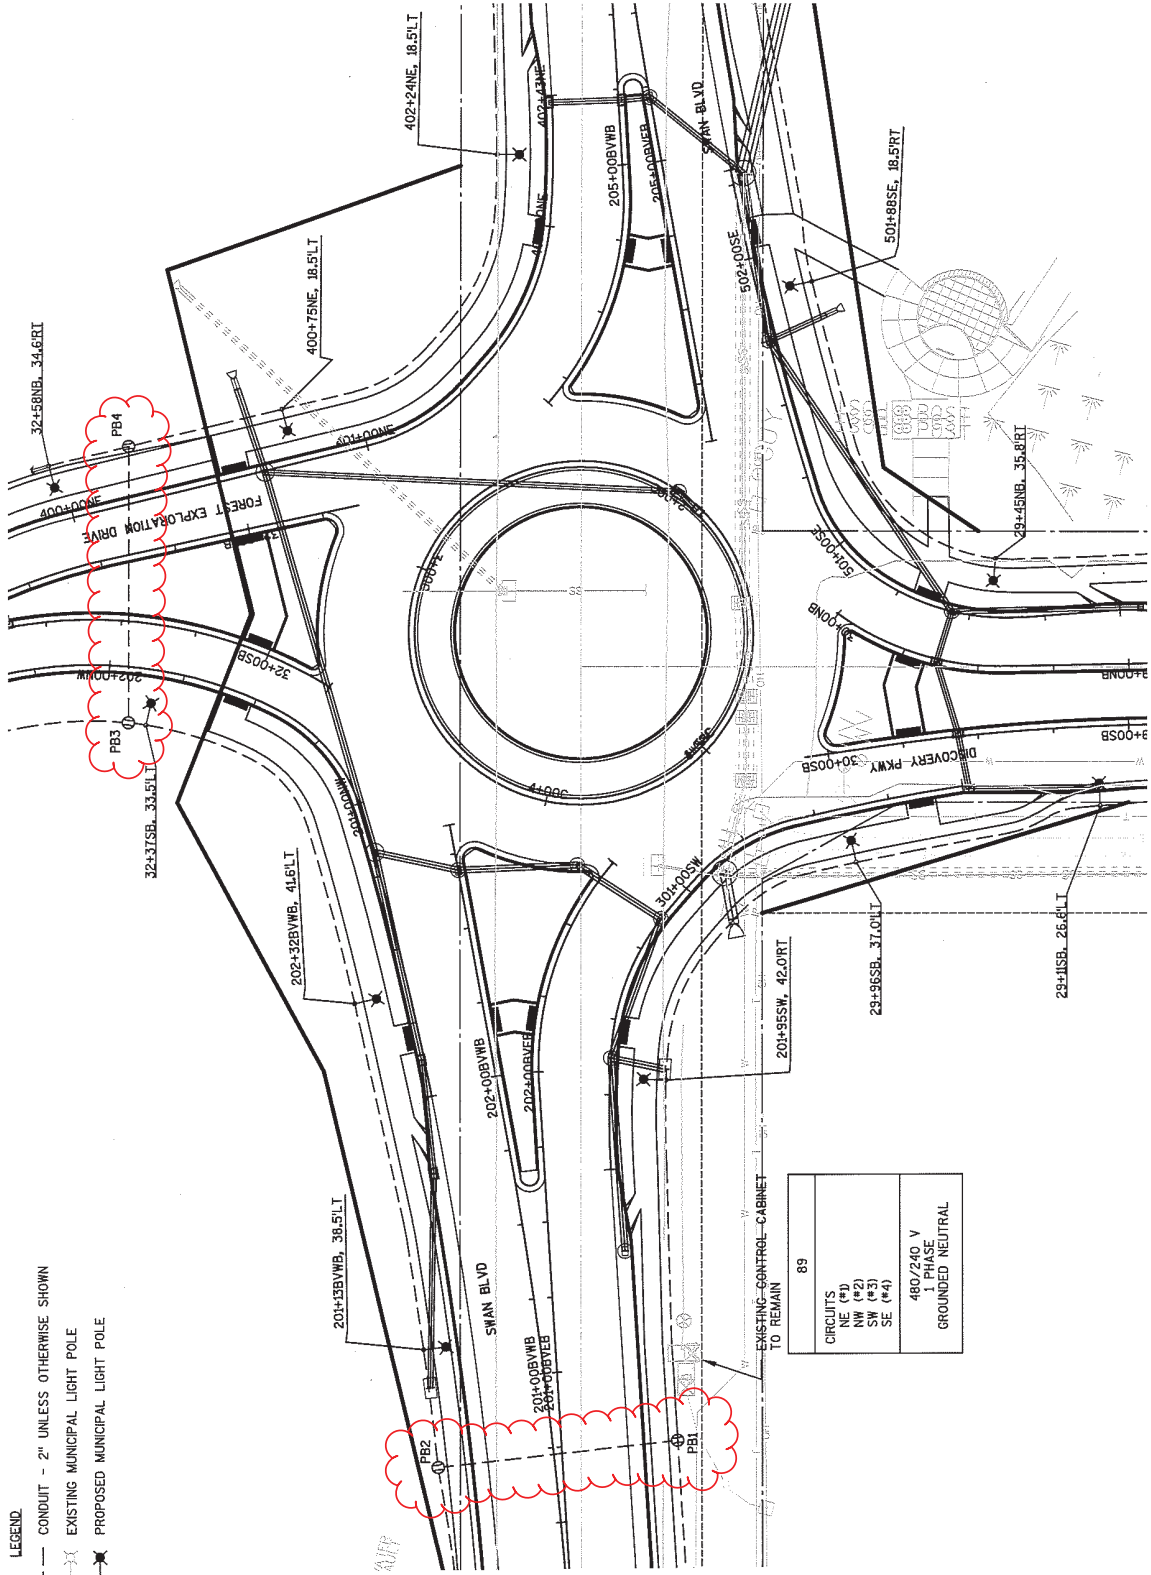 LEGEND
CONDUIT - 2" UNLESS OTHERWISE SHOWN
EXISTING MUNICIPAL LIGHT POLE
PROPOSED MUNICIPAL LIGHT POLE
402+24NE, 18.5'LT
402+43NE
205+00BVWB
205+00BVEB
SWAN BLVD
501+88SE, 18.5'RT
502+00SE
400+75NE, 18.5'LT
32+58NB, 34.6'RT
PB4
400+00NE
FOREST EXPLORATION DRIVE
PB3
202+00NW
32+00SB
32+37SB, 33.5'LT
201+00NW
29+45NB, 35.8'RT
501+00SE
30+00NB
30+00SB
DISCOVERY PKWY
301+00SW
202+32BVWB, 41.6'LT
29+96SB, 37.0'LT
29+11SB, 26.6'LT
201+95SW, 42.0'RT
202+00BVWB
202+00BVEB
201+13BVWB, 38.5'LT
SWAN BLVD
201+00BVWB
201+00BVEB
PB2
PB1
EXISTING CONTROL CABINET
TO REMAIN
89
CIRCUITS
NE (#1)
NW (#2)
SW (#3)
SE (#4)
480/240 V
1 PHASE
GROUNDED NEUTRAL